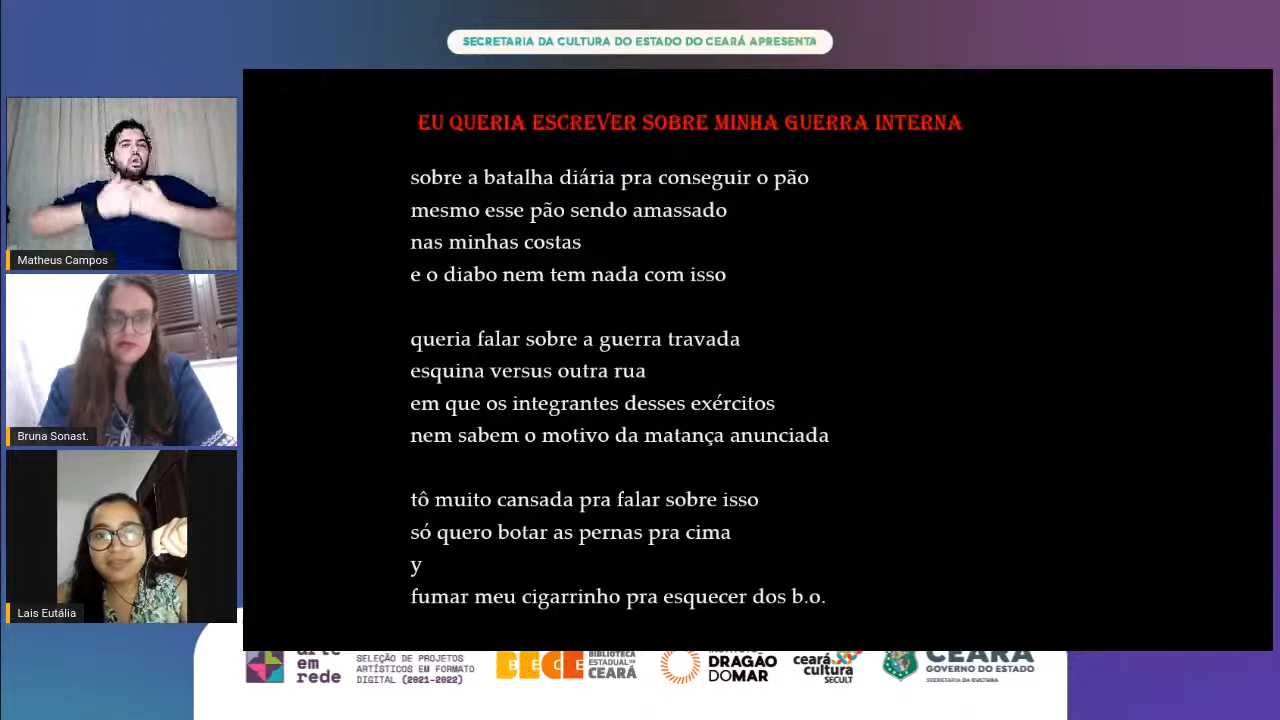 SECRETARIA DA CULTURA DO ESTADO DO CEARÁ APRESENTA
EU QUERIA ESCREVER SOBRE MINHA GUERRA INTERNA
sobre a batalha diária pra conseguir o pão
mesmo esse pão sendo amassado
nas minhas costas
e o diabo nem tem nada com isso
queria falar sobre a guerra travada
esquina versus outra rua
em que os integrantes desses exércitos
nem sabem o motivo da matança anunciada
tô muito cansada pra falar sobre isso
só quero botar as pernas pra cima
y
fumar meu cigarrinho pra esquecer dos b.o.
Matheus Campos
Bruna Sonast.
Lais Eutália
arte
em
rede
SELEÇÃO DE PROJETOS
ARTÍSTICOS EM FORMATO
DIGITAL (2021-2022)
BECE
BIBLIOTECA
ESTADUAL DO
CEARÁ
DRAGÃO
DOMAR
ceará
cultura
SECULT
CEARÁ
GOVERNO DO ESTADO
SECRETARIA DA CULTURA